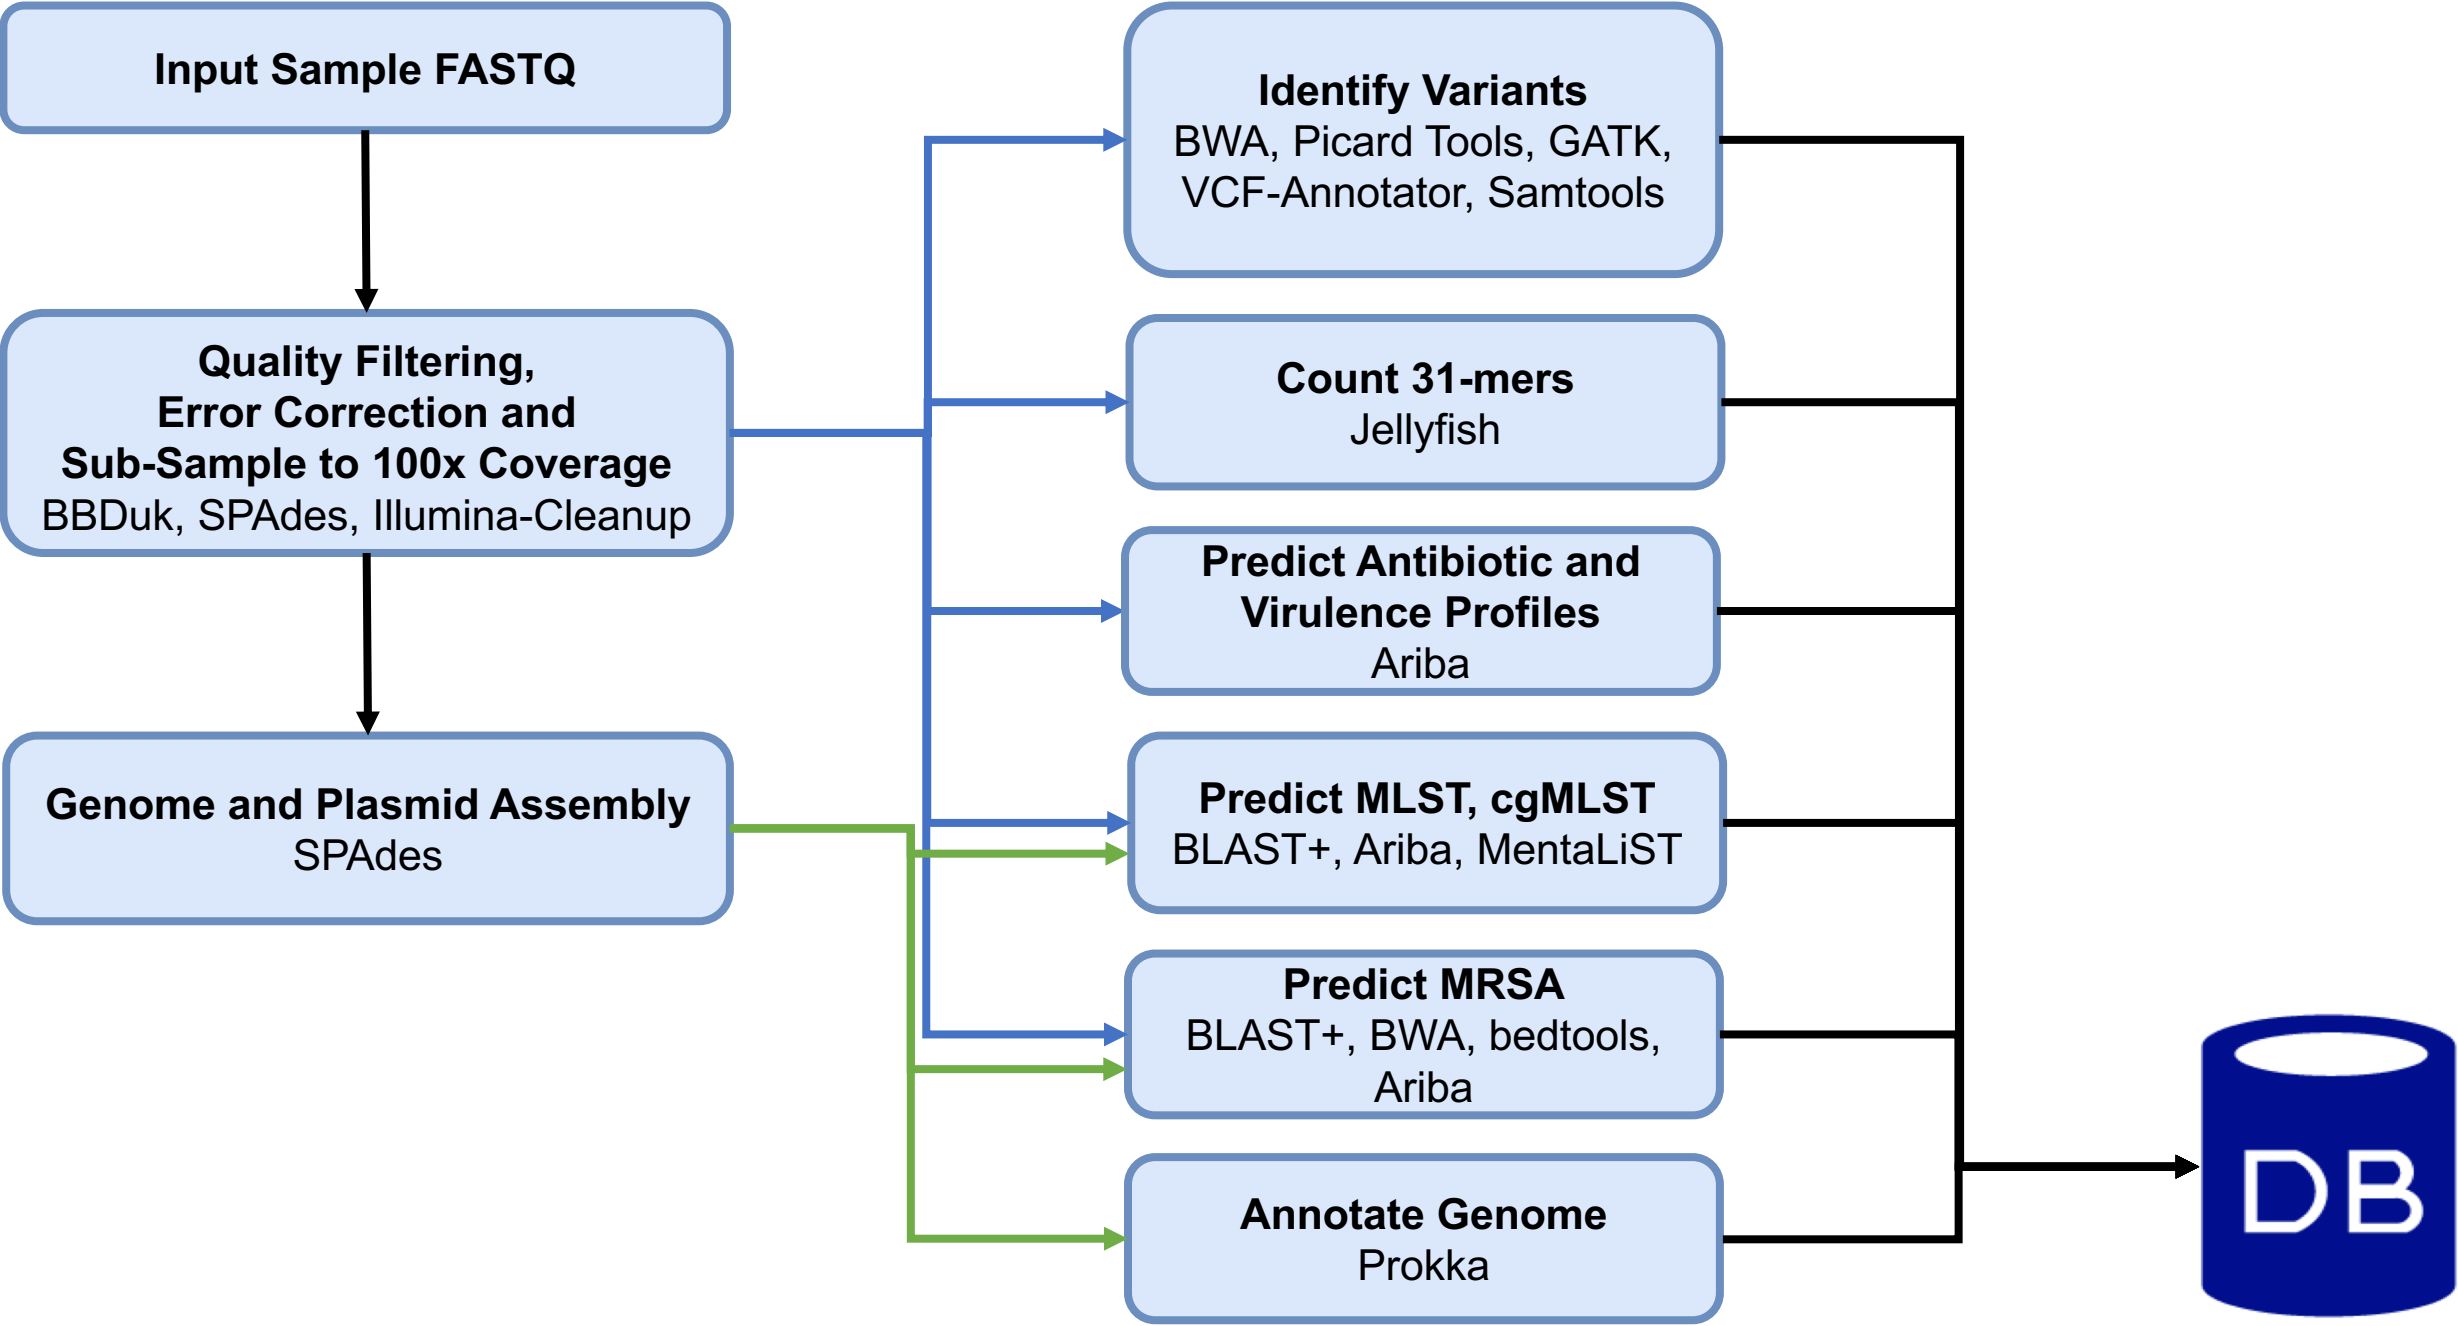 Input Sample FASTQ
Quality Filtering,
Error Correction and
Sub-Sample to 100x Coverage
BBDuk, SPAdes, Illumina-Cleanup
Genome and Plasmid Assembly
SPAdes
Identify Variants
BWA, Picard Tools, GATK,
VCF-Annotator, Samtools
Count 31-mers
Jellyfish
Predict Antibiotic and
Virulence Profiles
Ariba
Predict MLST, cgMLST
BLAST+, Ariba, MentaLiST
Predict MRSA
BLAST+, BWA, bedtools,
Ariba
Annotate Genome
Prokka
DB